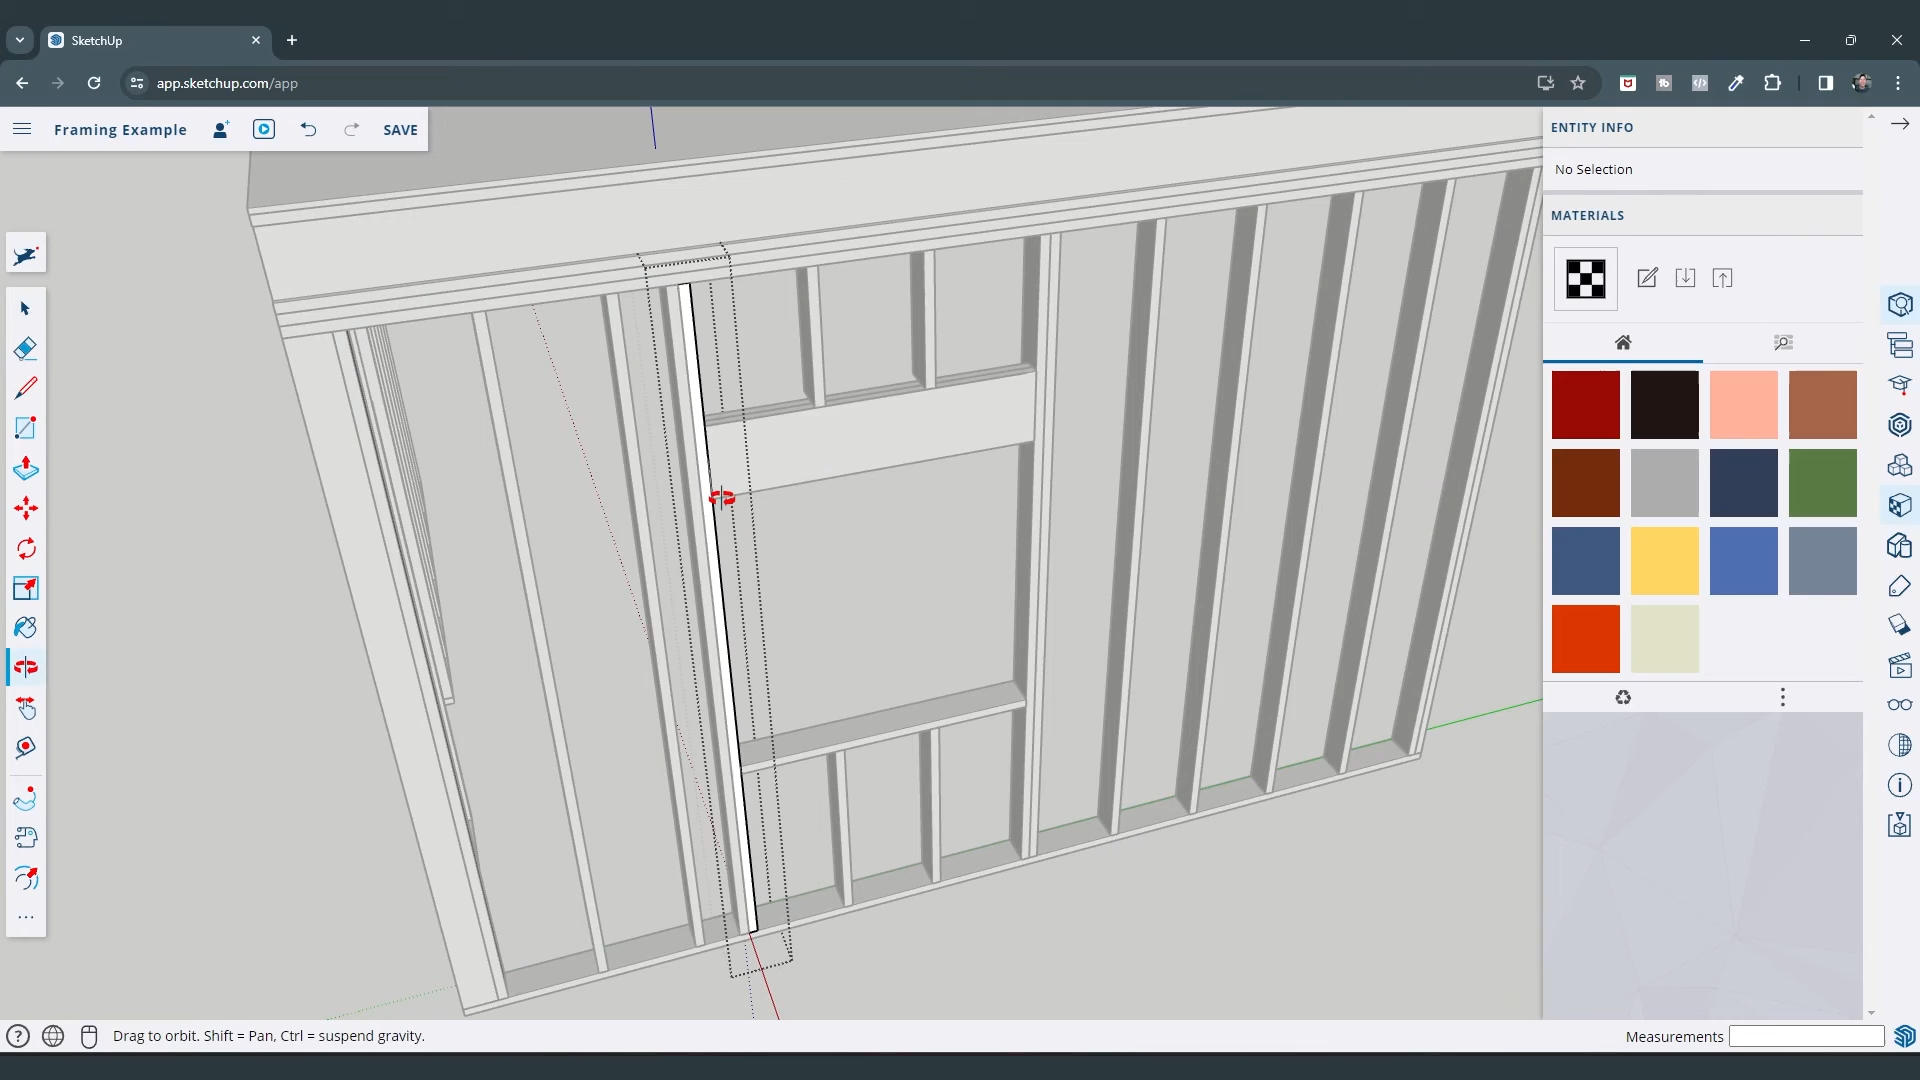 SketchUp
app.sketchup.com/app
Framing Example
SAVE
ENTITY INFO
No Selection
MATERIALS
Drag to orbit. Shift = Pan, Ctrl = suspend gravity.
Measurements